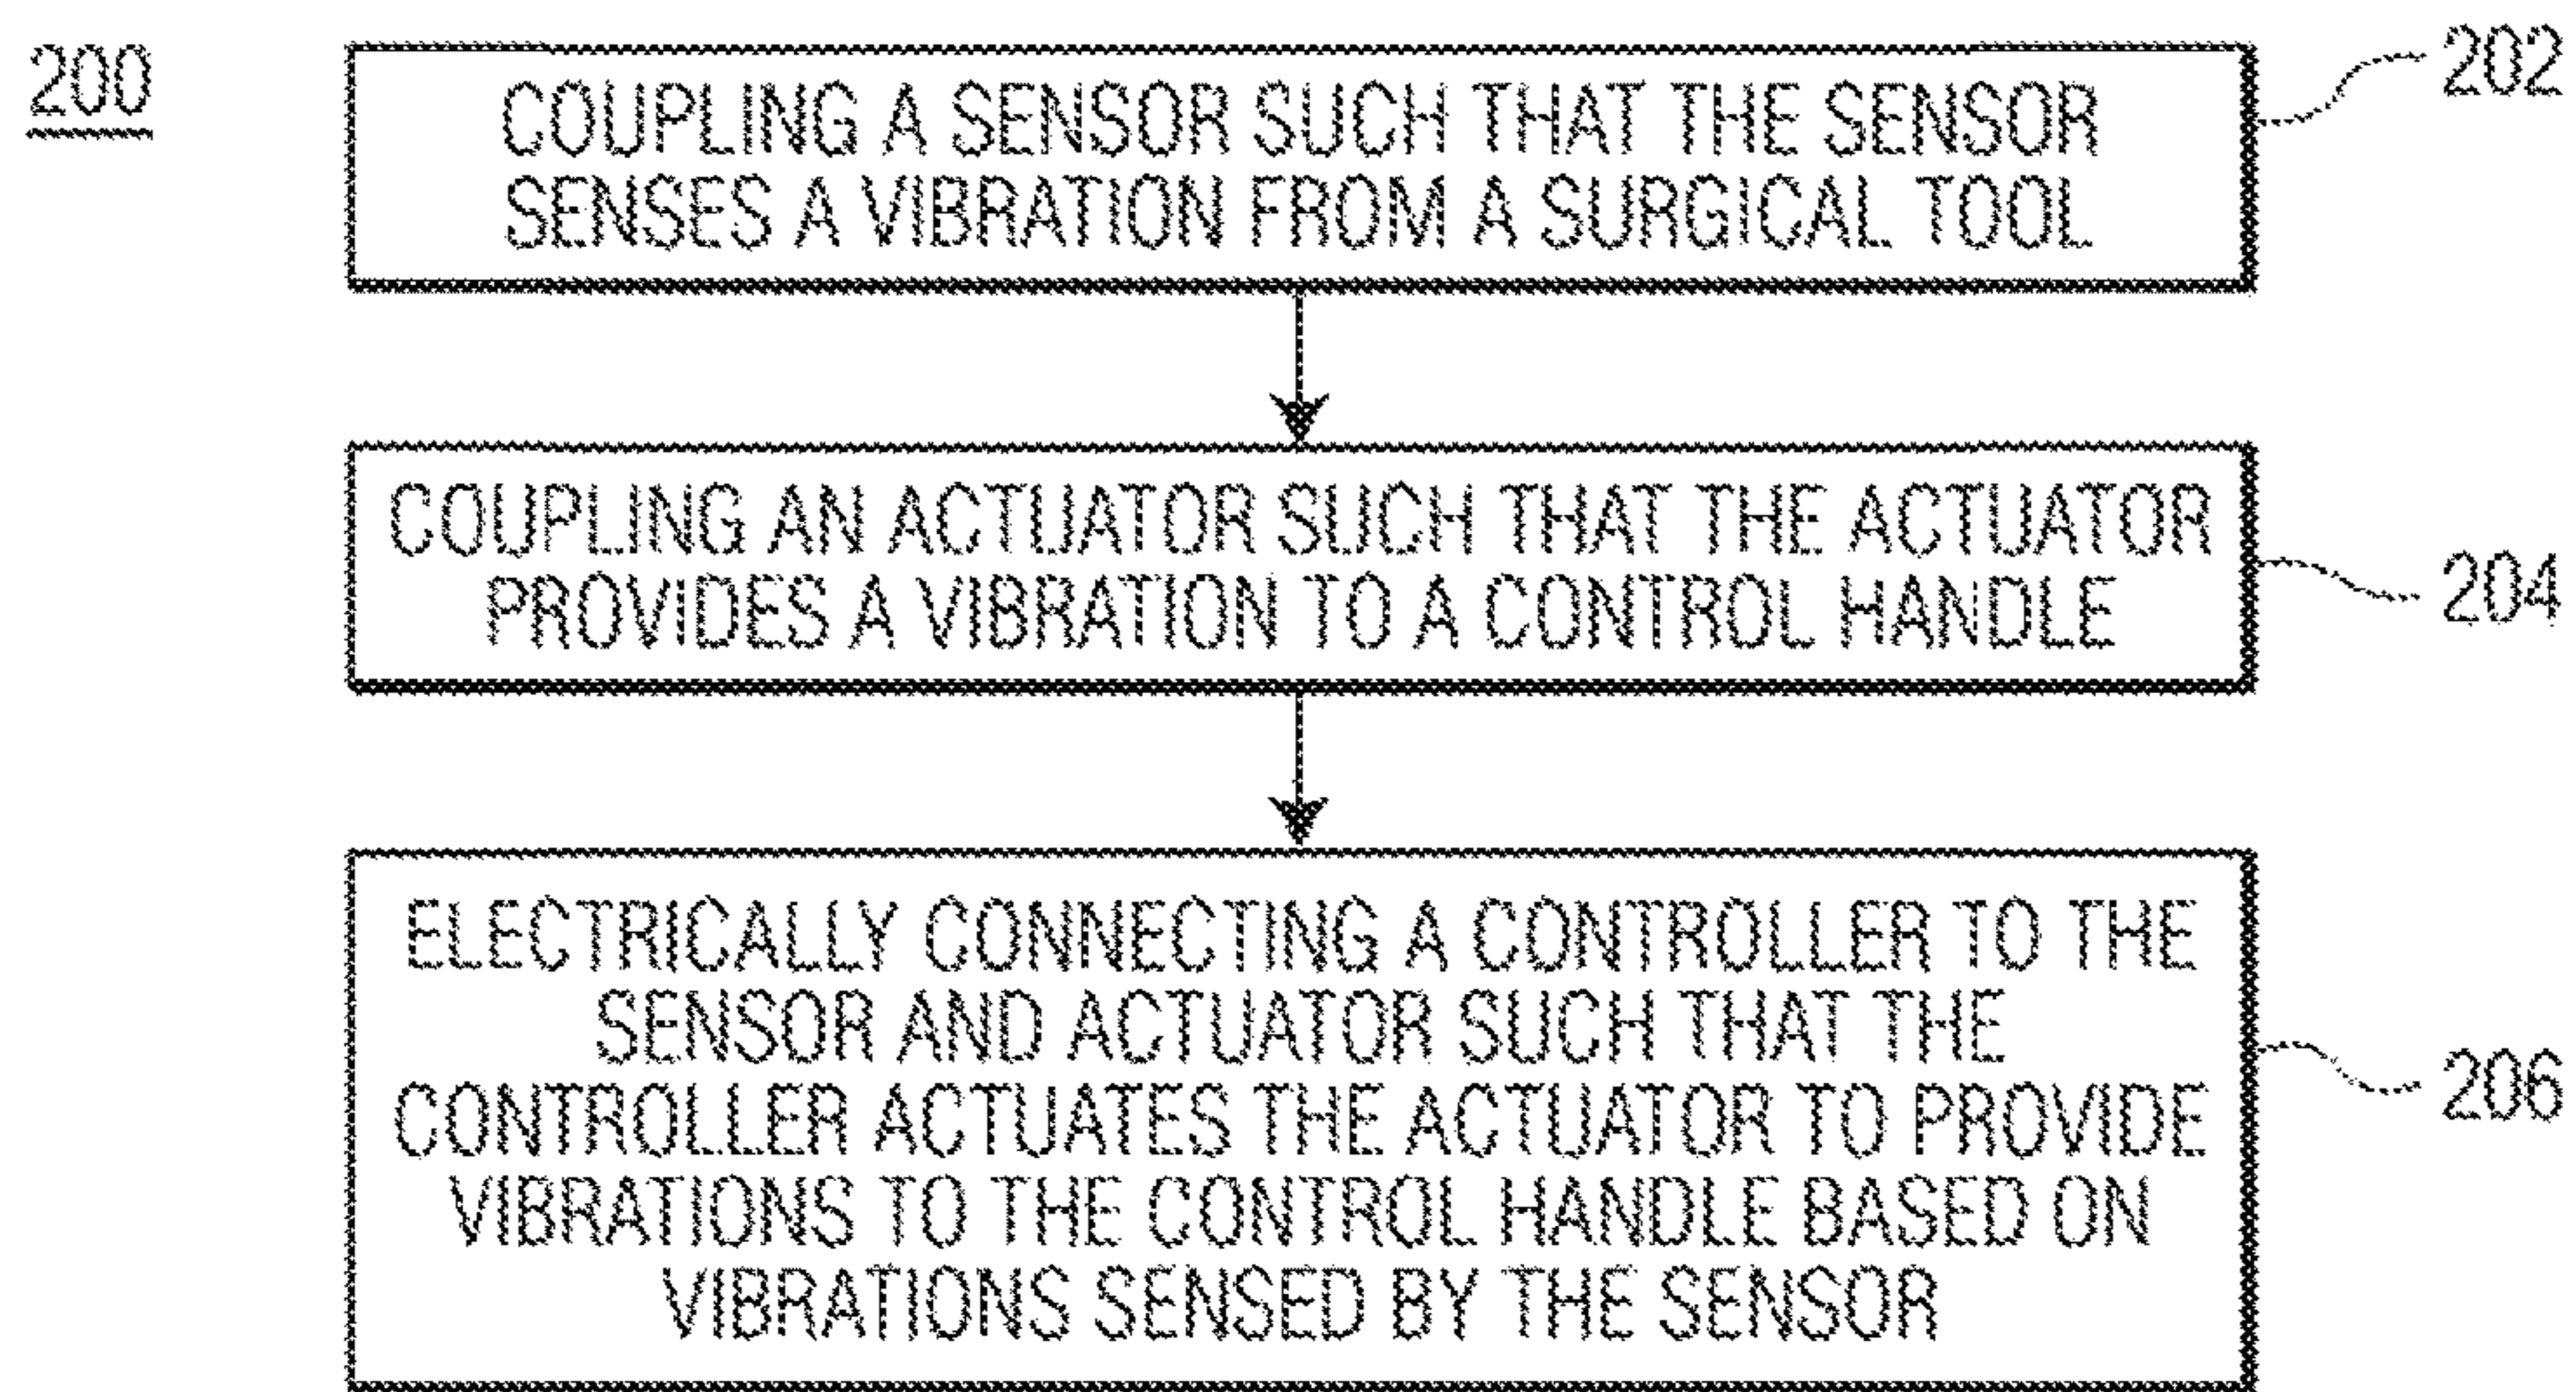 200
COUPLING A SENSOR SUCH THAT THE SENSOR
SENSES A VIBRATION FROM A SURGICAL TOOL
202
COUPLING AN ACTUATOR SUCH THAT THE ACTUATOR
PROVIDES A VIBRATION TO A CONTROL HANDLE
204
ELECTRICALLY CONNECTING A CONTROLLER TO THE
SENSOR AND ACTUATOR SUCH THAT THE
CONTROLLER ACTUATES THE ACTUATOR TO PROVIDE
VIBRATIONS TO THE CONTROL HANDLE BASED ON
VIBRATIONS SENSED BY THE SENSOR
206